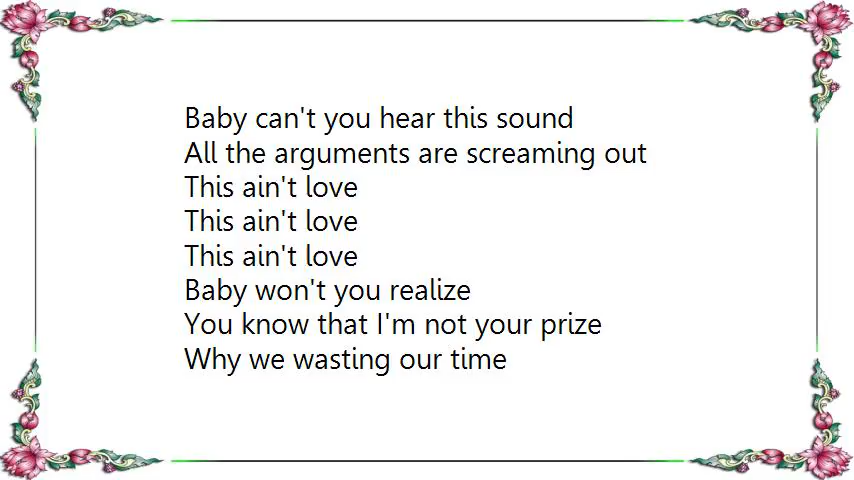 Baby can't you hear this sound
All the arguments are screaming out
This ain't love
This ain't love
This ain't love
Baby won't you realize
You know that I'm not your prize
Why we wasting our time